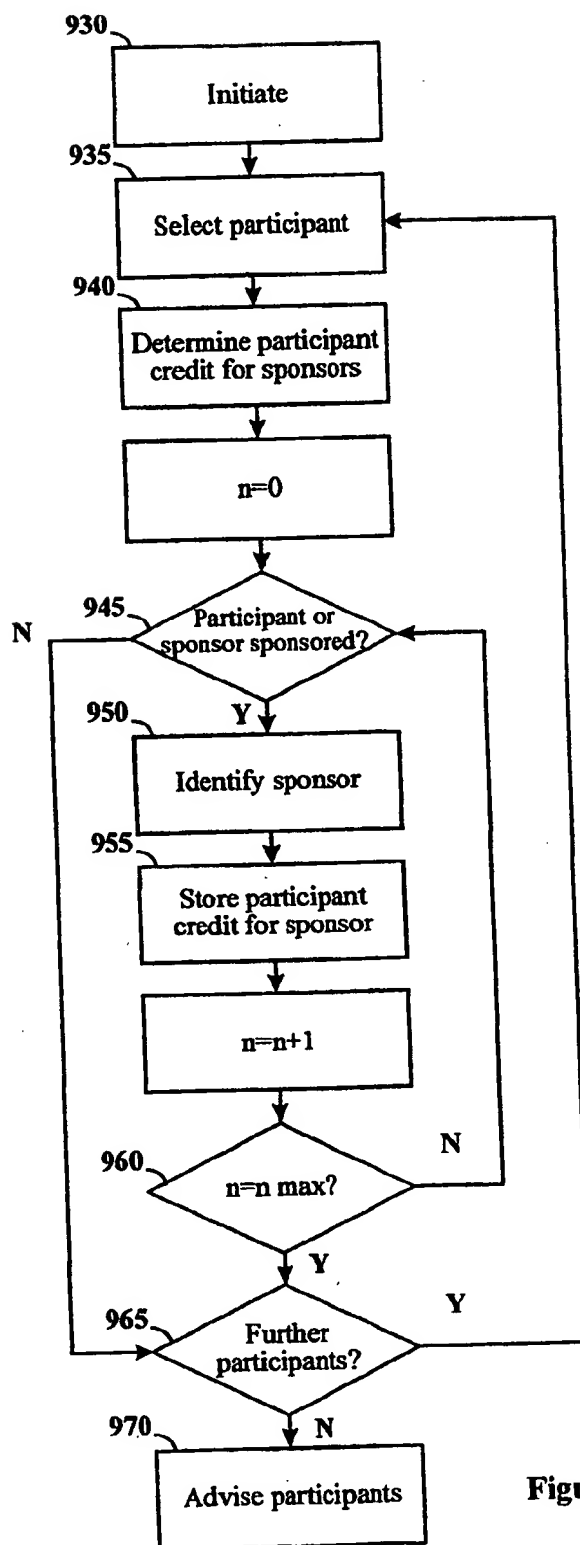 930
Initiate
935
Select participant
940
Determine participant
credit for sponsors
n=0
945
N
Participant or
sponsor sponsored?
Y
950
Identify sponsor
955
Store participant
credit for sponsor
n=n+1
960
N
n=n max?
Y
965
Y
Further
participants?
N
970
Advise participants